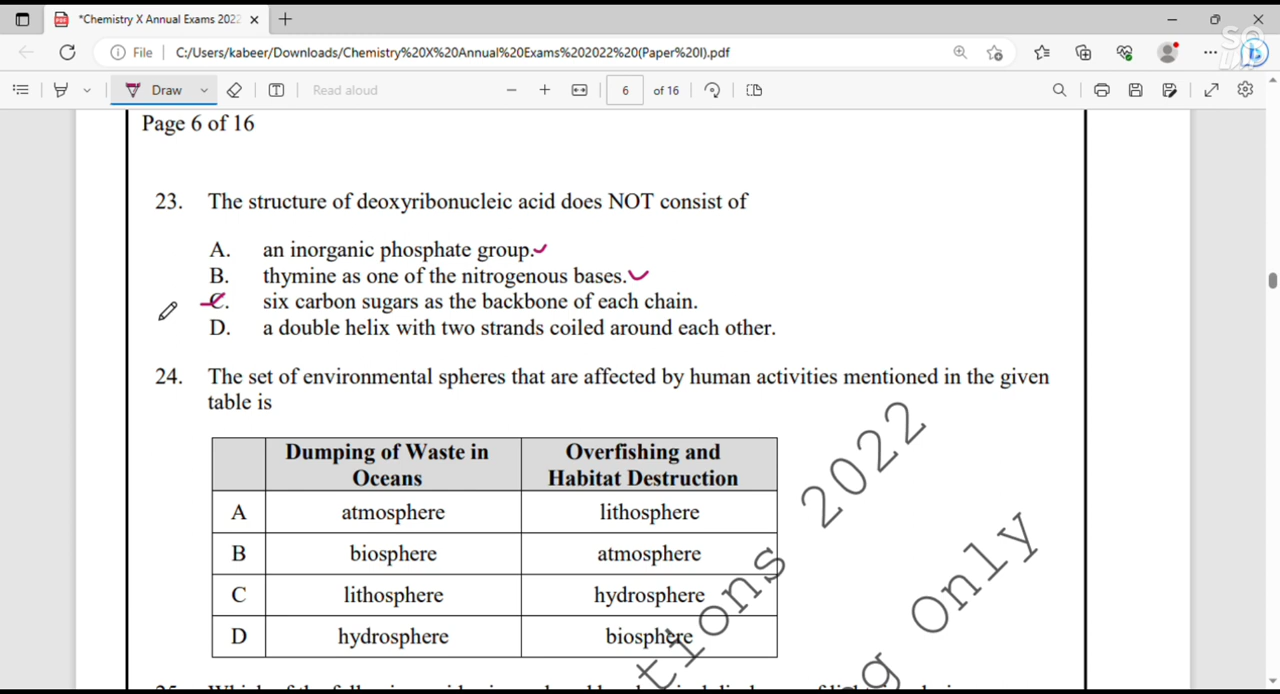 *Chemistry X Annual Exams 2022
File C:/Users/kabeer/Downloads/Chemistry%20X%20Annual%20Exams%202022%20(Paper%20I).pdf
Draw Read aloud 6 of 16
Page 6 of 16
23. The structure of deoxyribonucleic acid does NOT consist of
A. an inorganic phosphate group.
B. thymine as one of the nitrogenous bases.
C. six carbon sugars as the backbone of each chain.
D. a double helix with two strands coiled around each other.
24. The set of environmental spheres that are affected by human activities mentioned in the given
table is
Dumping of Waste in Oceans Overfishing and Habitat Destruction
A atmosphere lithosphere
B biosphere atmosphere
C lithosphere hydrosphere
D hydrosphere biosphere
tions 2022
g Only